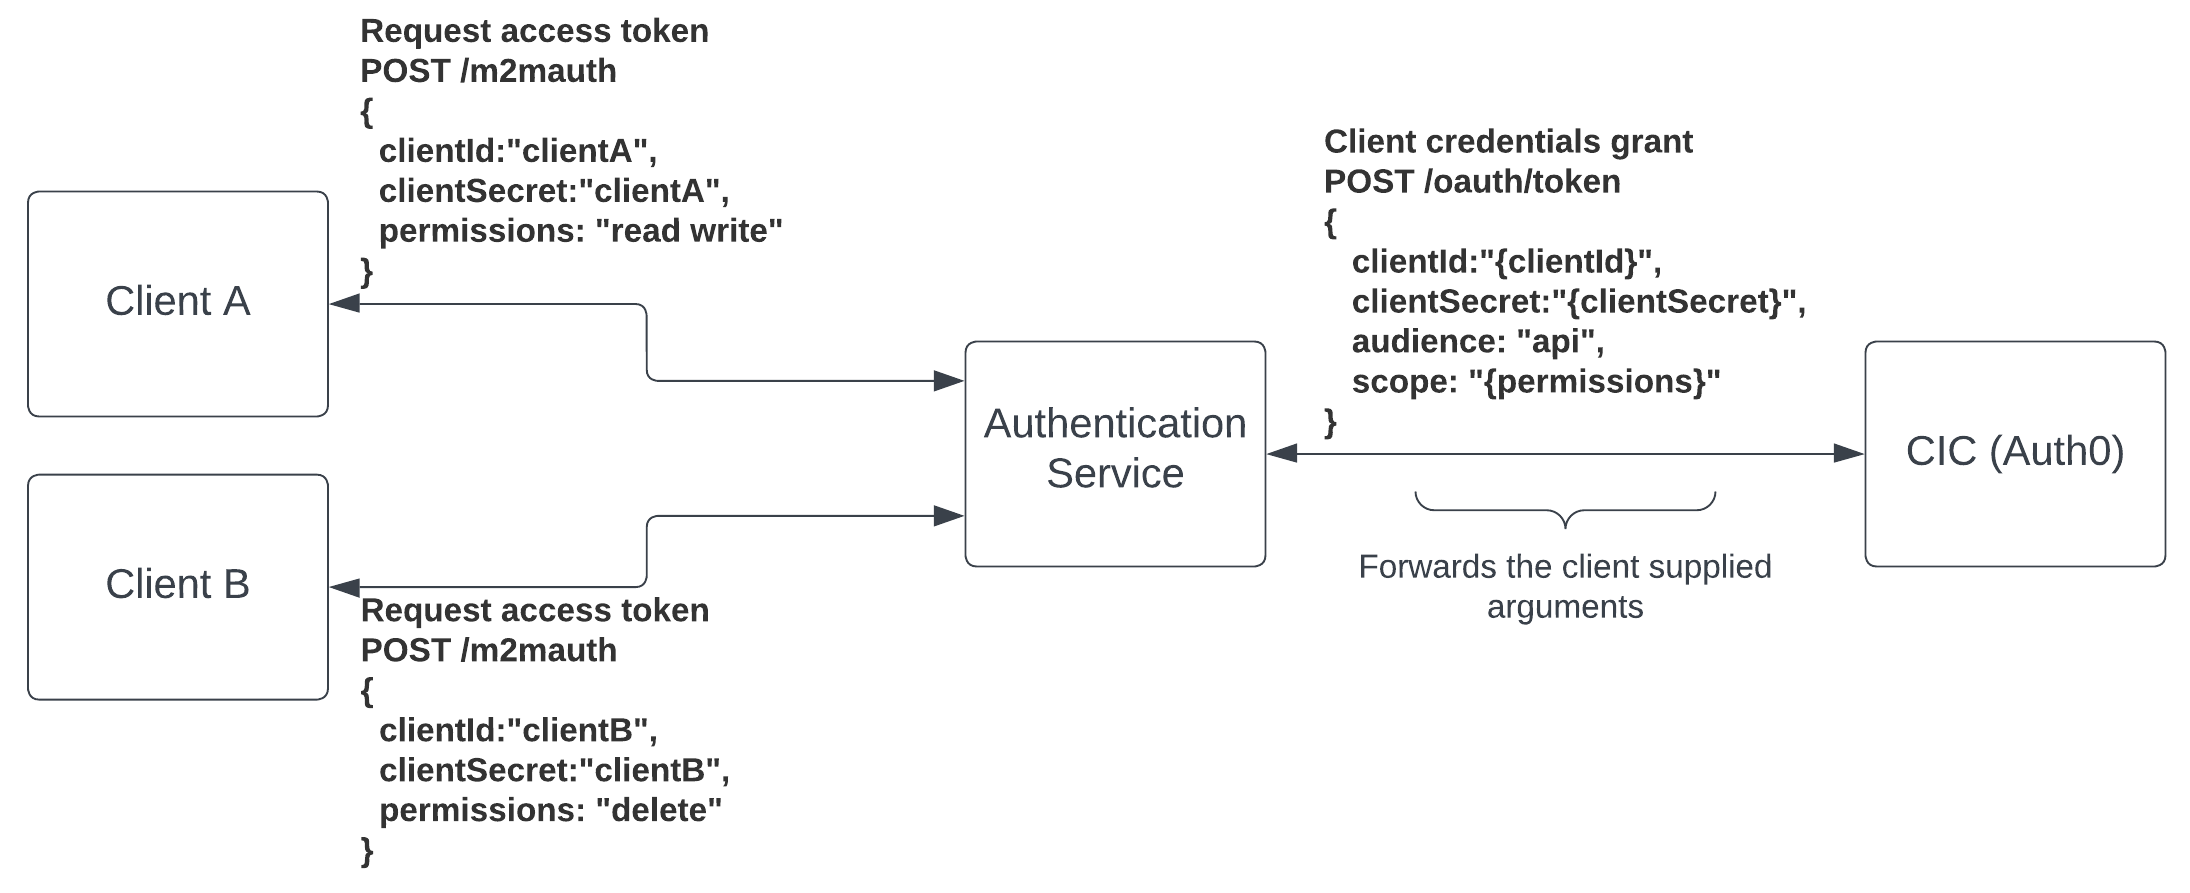 Request access token
POST /m2mauth
{
clientId:"clientA",
clientSecret:"clientA",
permissions: "read write"
}
Client A
Client B
Request access token
POST /m2mauth
{
clientId:"clientB",
clientSecret:"clientB",
permissions: "delete"
}
Authentication
Service
Client credentials grant
POST /oauth/token
{
clientId:"{clientId}",
clientSecret:"{clientSecret}",
audience: "api",
scope: "{permissions}"
}
Forwards the client supplied
arguments
CIC (Auth0)